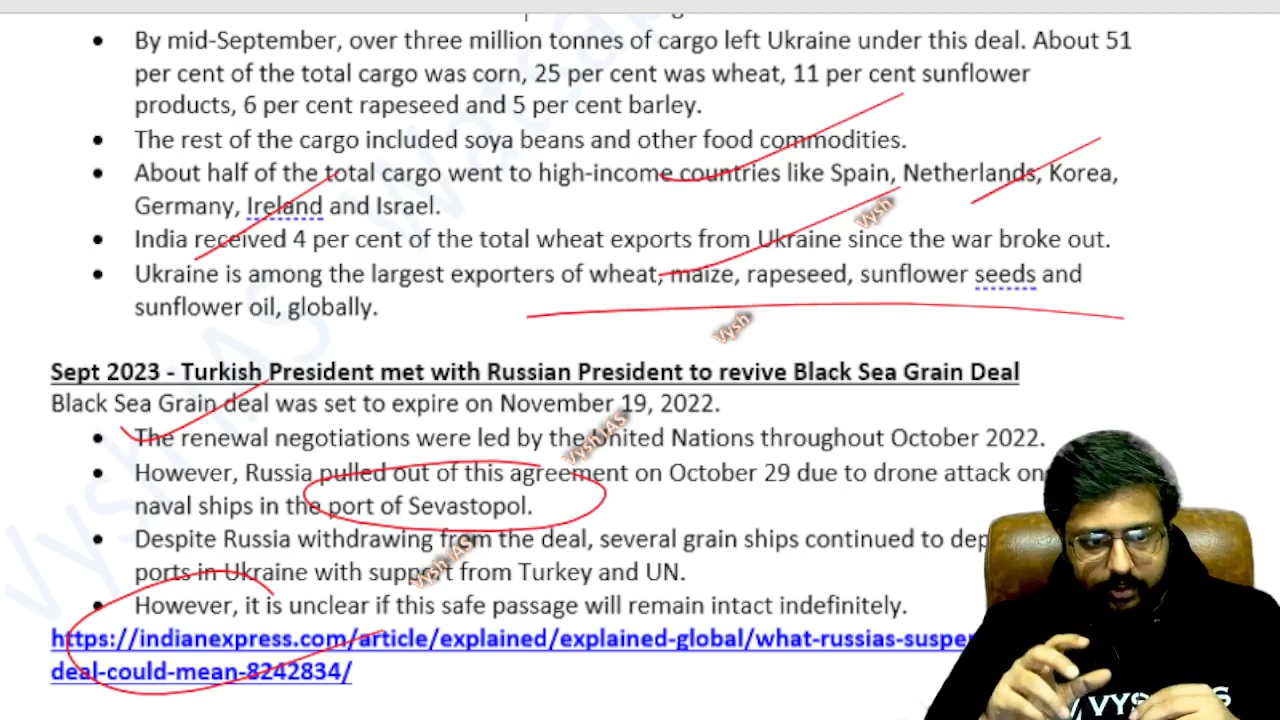 By mid-September, over three million tonnes of cargo left Ukraine under this deal. About 51
per cent of the total cargo was corn, 25 per cent was wheat, 11 per cent sunflower
products, 6 per cent rapeseed and 5 per cent barley.
The rest of the cargo included soya beans and other food commodities.
About half of the total cargo went to high-income countries like Spain, Netherlands, Korea,
Germany, Ireland and Israel.
Vysh
India received 4 per cent of the total wheat exports from Ukraine since the war broke out.
Ukraine is among the largest exporters of wheat, maize, rapeseed, sunflower seeds and
sunflower oil, globally.
Vysh
Sept 2023 - Turkish President met with Russian President to revive Black Sea Grain Deal
Black Sea Grain deal was set to expire on November 19, 2022.
The renewal negotiations were led by the United Nations throughout October 2022.
Vysh IAS
However, Russia pulled out of this agreement on October 29 due to drone attack on
naval ships in the port of Sevastopol.
Despite Russia withdrawing from the deal, several grain ships continued to dep
Vysh IAS
ports in Ukraine with support from Turkey and UN.
However, it is unclear if this safe passage will remain intact indefinitely.
https://indianexpress.com/article/explained/explained-global/what-russias-suspen
deal-could-mean-8242834/